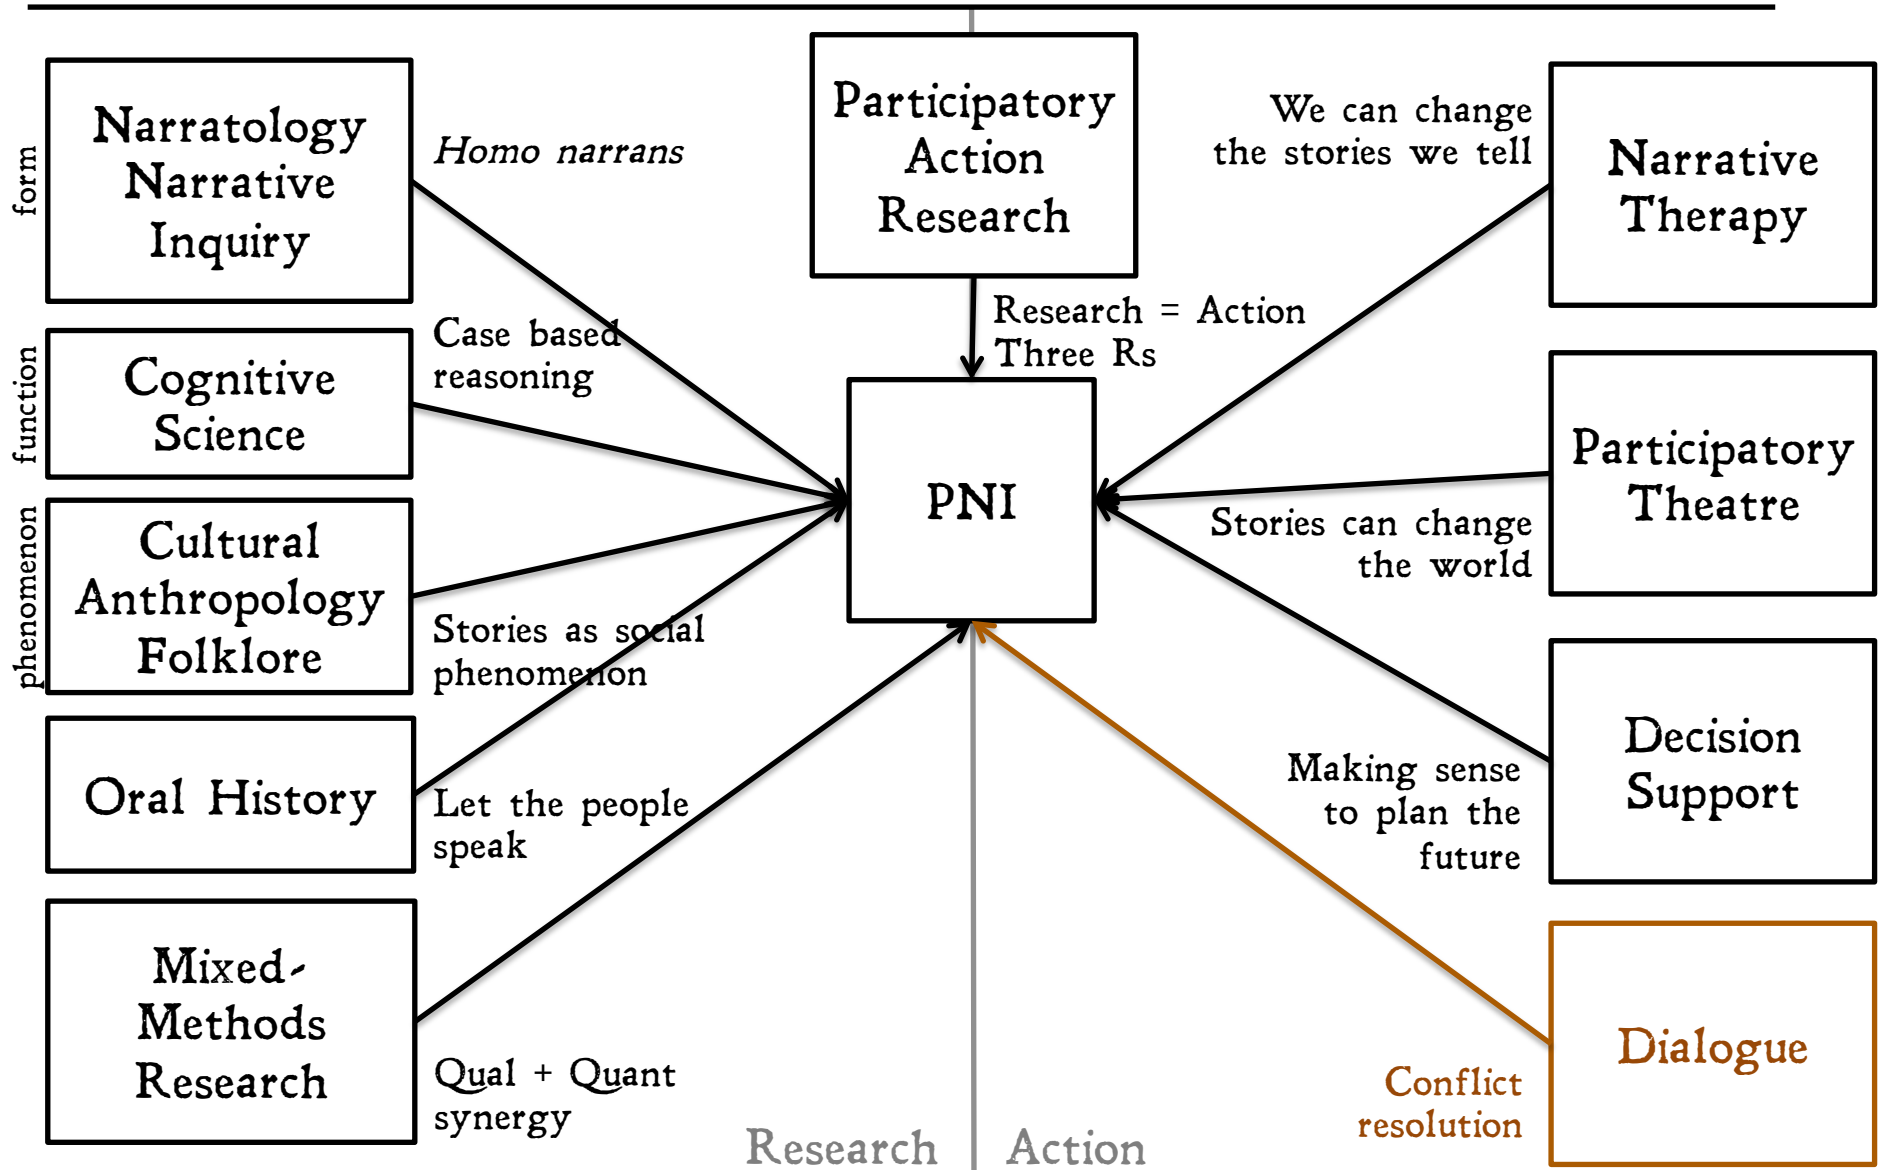 form
Narratology
Narrative
Inquiry
Homo narrans
function
Cognitive
Science
Case based
reasoning
phenomenon
Cultural
Anthropology
Folklore
Stories as social
phenomenon
Oral History
Let the people
speak
Mixed-
Methods
Research
Qual + Quant
synergy
Participatory
Action
Research
Research = Action
Three Rs
PNI
We can change
the stories we tell
Narrative
Therapy
Participatory
Theatre
Stories can change
the world
Decision
Support
Making sense
to plan the
future
Dialogue
Conflict
resolution
Research
Action